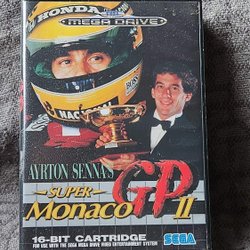 HONDA
MEGA DRIVE
NACIONAL
AYRTON SENNA'S
SUPER
MONACO GP II
16-BIT CARTRIDGE
FOR USE WITH THE SEGA MEGA DRIVE VIDEO ENTERTAINMENT SYSTEM
SEGA